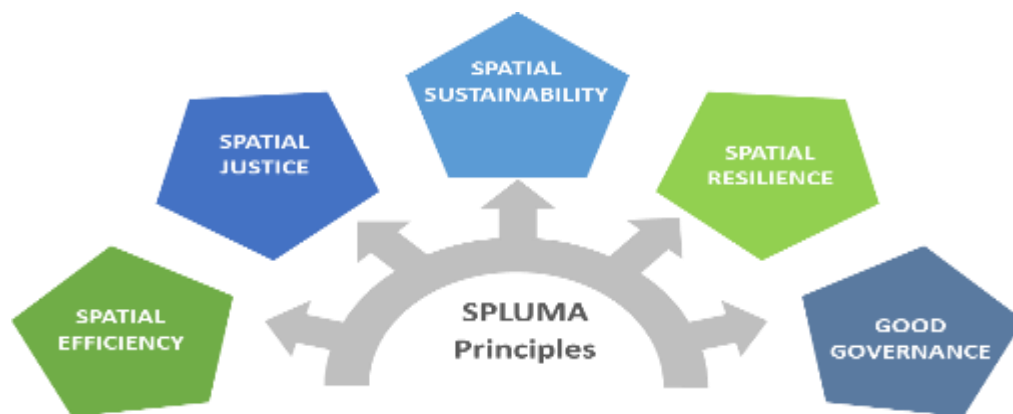 SPATIAL
EFFICIENCY
SPATIAL
JUSTICE
SPATIAL
SUSTAINABILITY
SPATIAL
RESILIENCE
GOOD
GOVERNANCE
SPLUMA
Principles